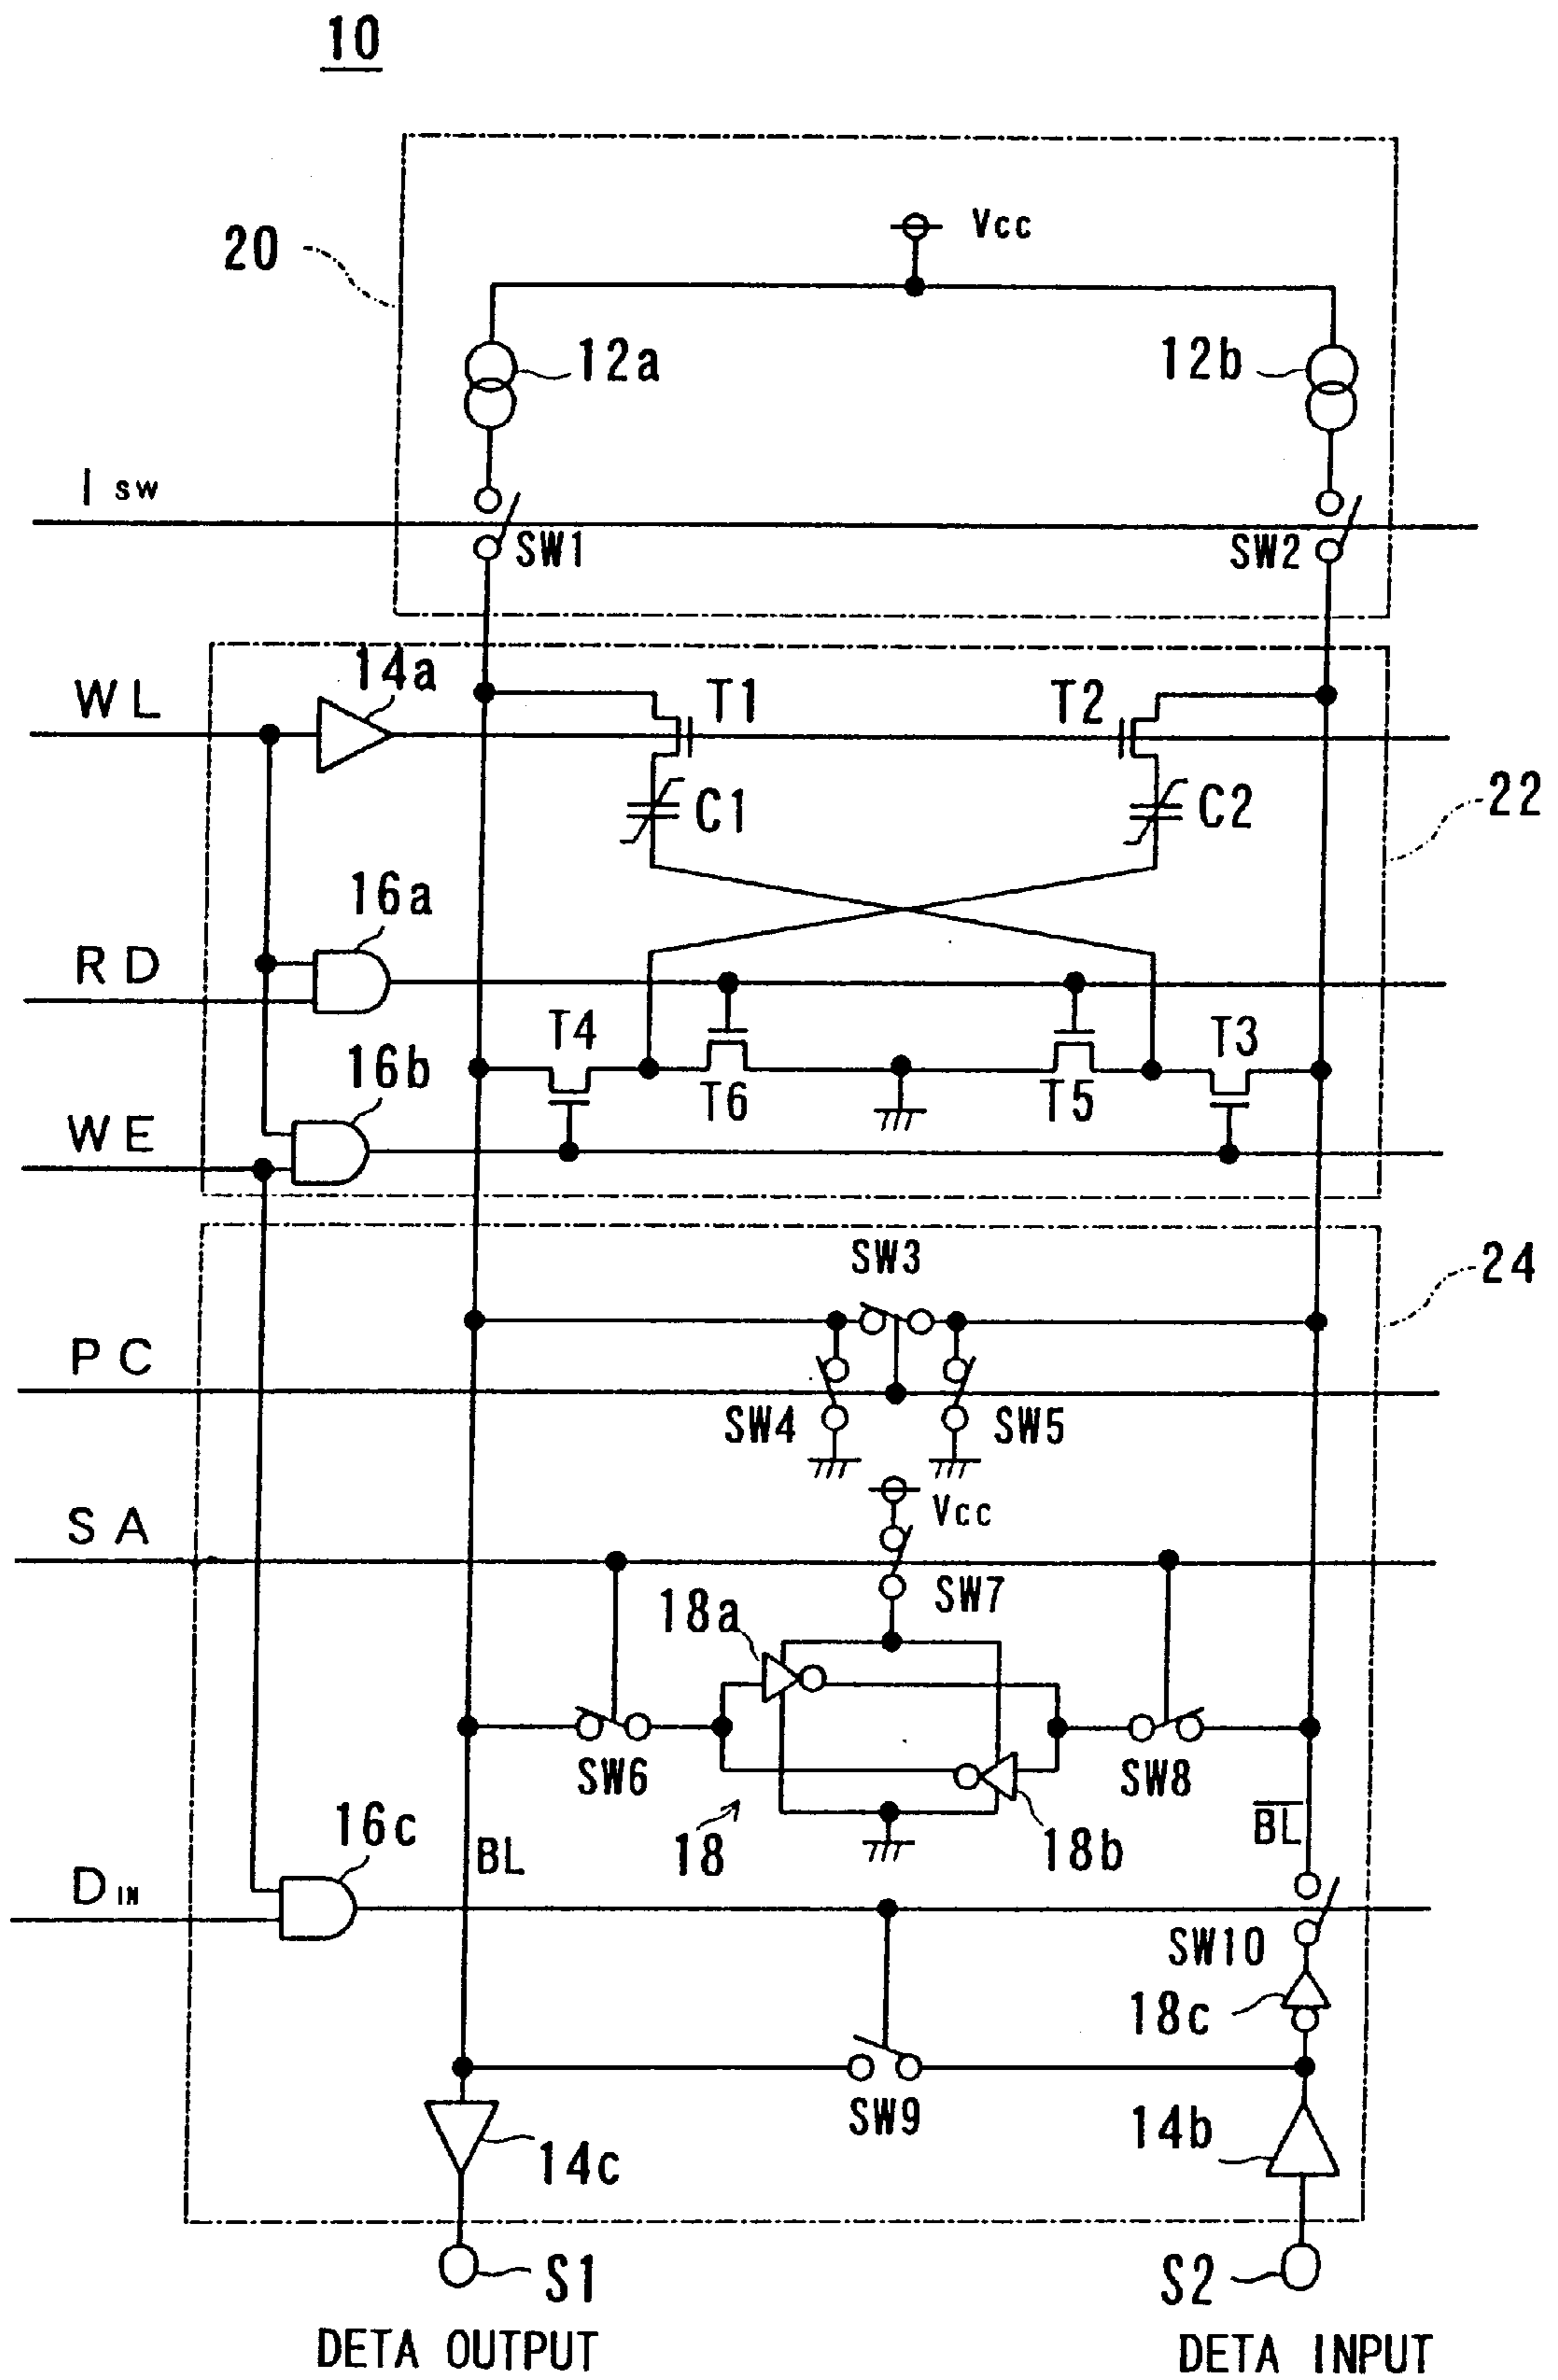 10
Vcc
20
12a
12b
I SW
SW1
SW2
14a
WL
T1
T2
22
C1
C2
16a
RD
T4
T3
16b
T6
T5
WE
SW3
24
PC
SW4
SW5
Vcc
SA
SW7
18a
SW6
SW8
16c
BL
18
18b
BL
DIN
SW10
18c
SW9
14c
14b
S1
S2
DETA OUTPUT
DETA INPUT